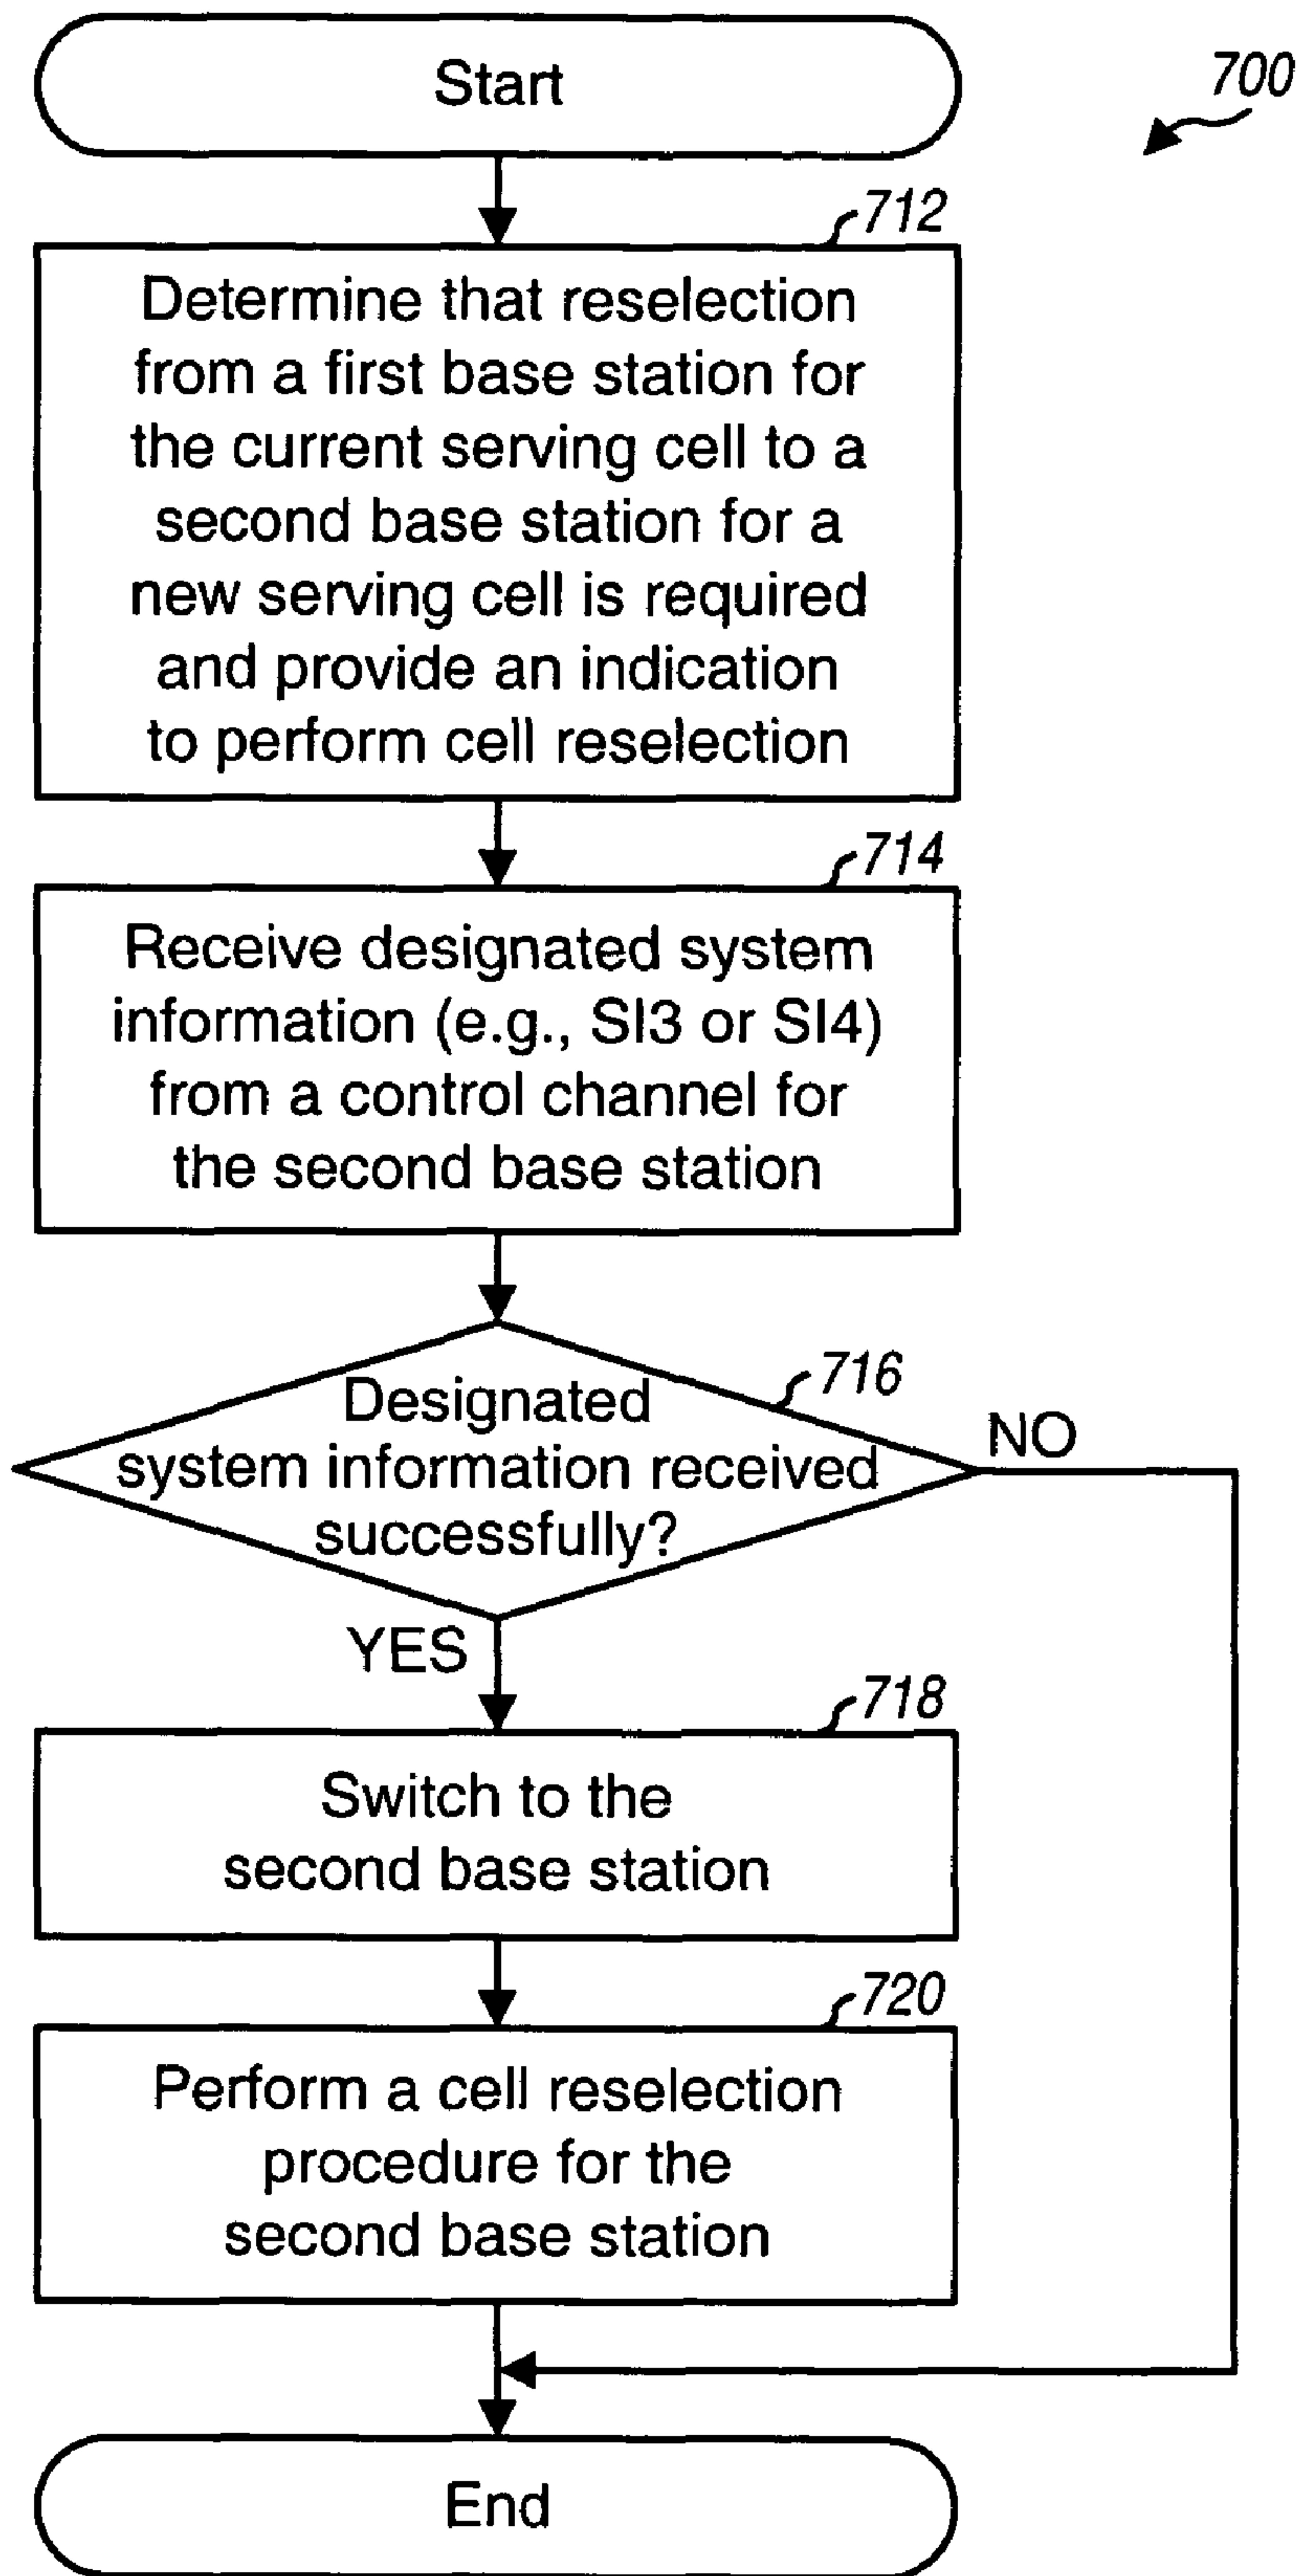 Start
700
712
Determine that reselection
from a first base station for
the current serving cell to a
second base station for a
new serving cell is required
and provide an indication
to perform cell reselection
714
Receive designated system
information (e.g., SI3 or SI4)
from a control channel for
the second base station
716
Designated
system information received
successfully?
NO
YES
718
Switch to the
second base station
720
Perform a cell reselection
procedure for the
second base station
End